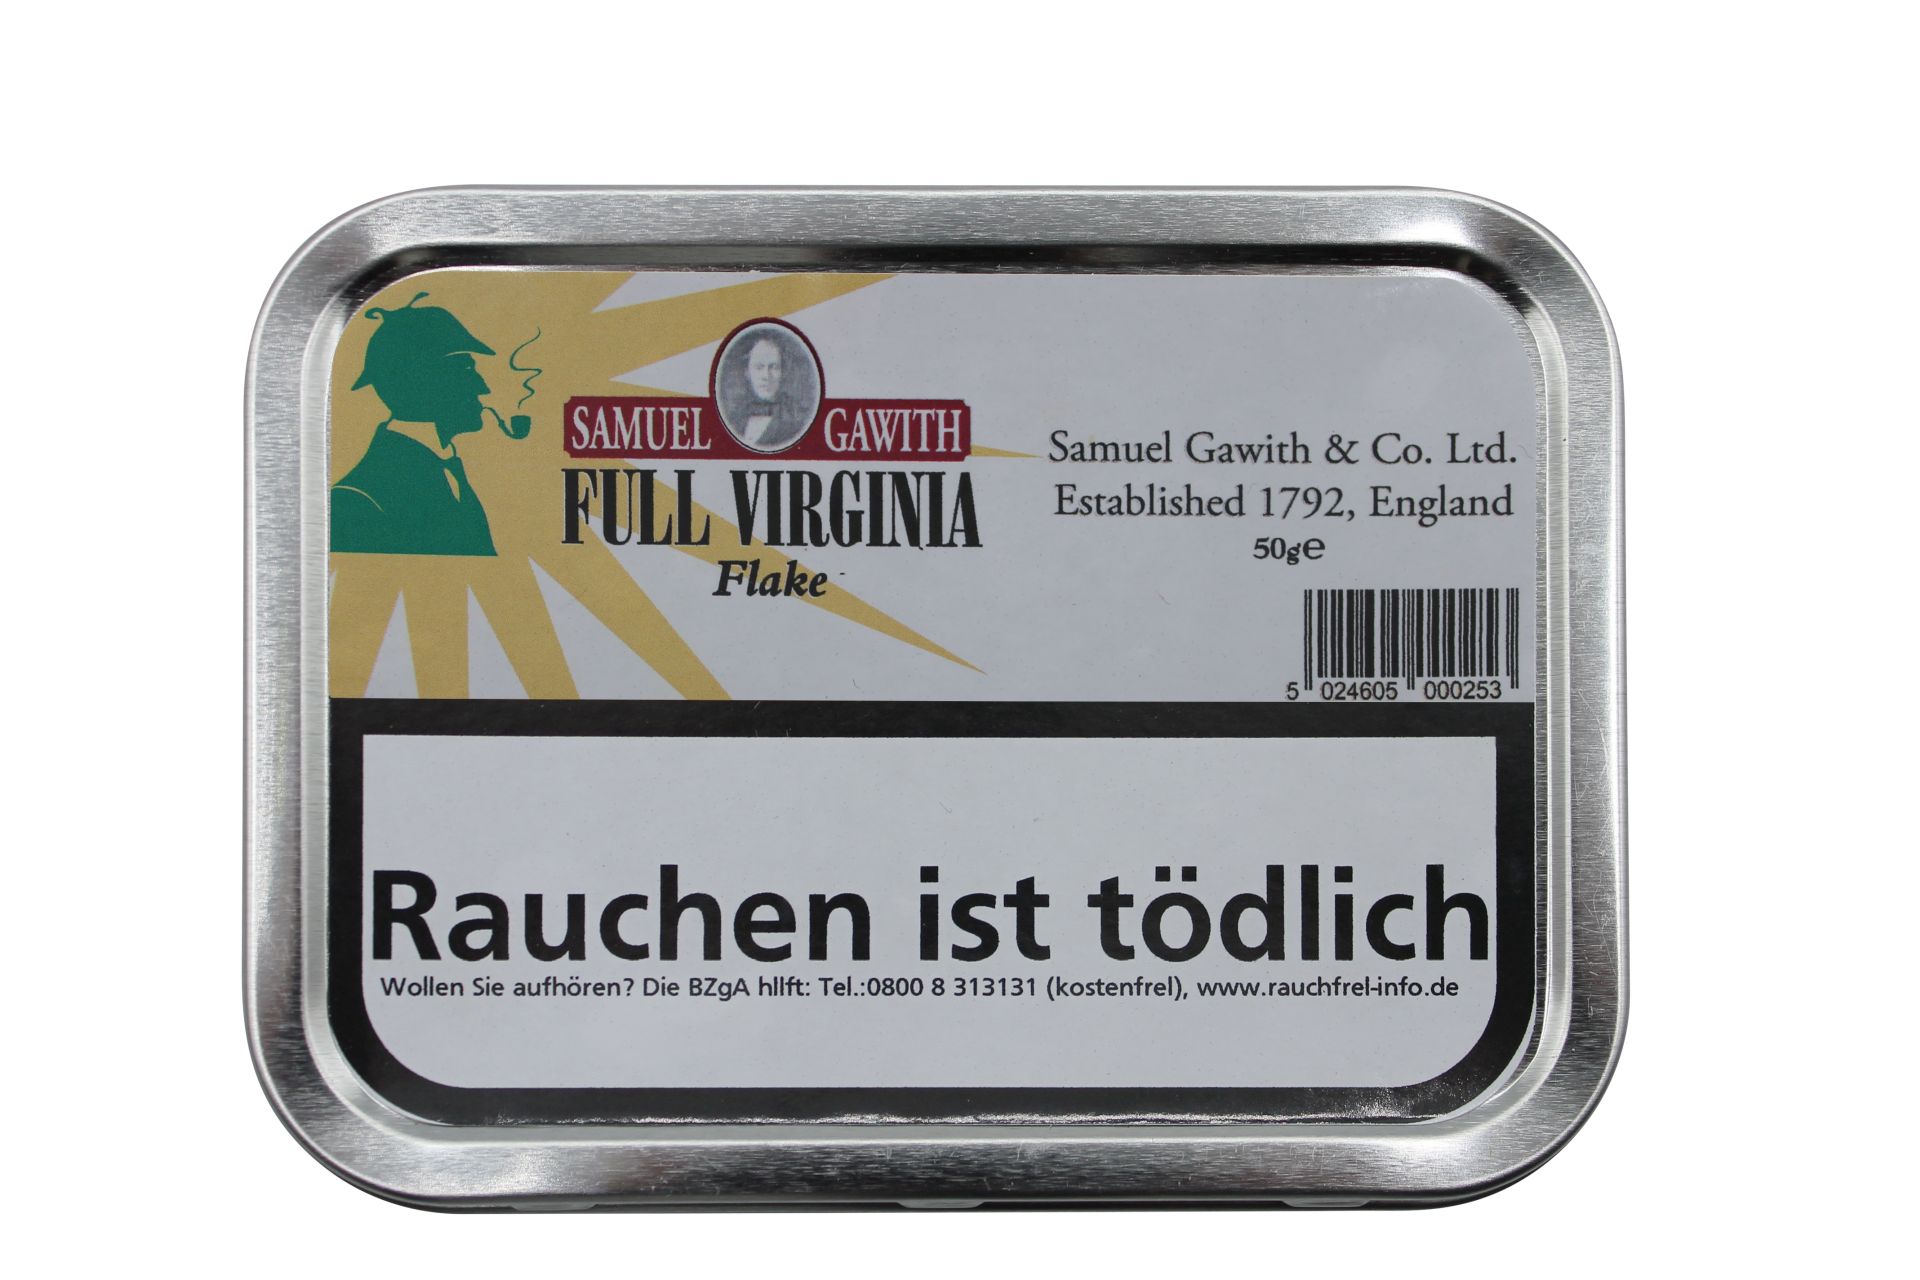 SAMUEL GAWITH
FULL VIRGINIA
Flake
Samuel Gawith & Co. Ltd.
Established 1792, England
50g℮
5 024605 000253
Rauchen ist tödlich
Wollen Sie aufhören? Die BZgA hllft: Tel.:0800 8 313131 (kostenfrel), www.rauchfrel-info.de